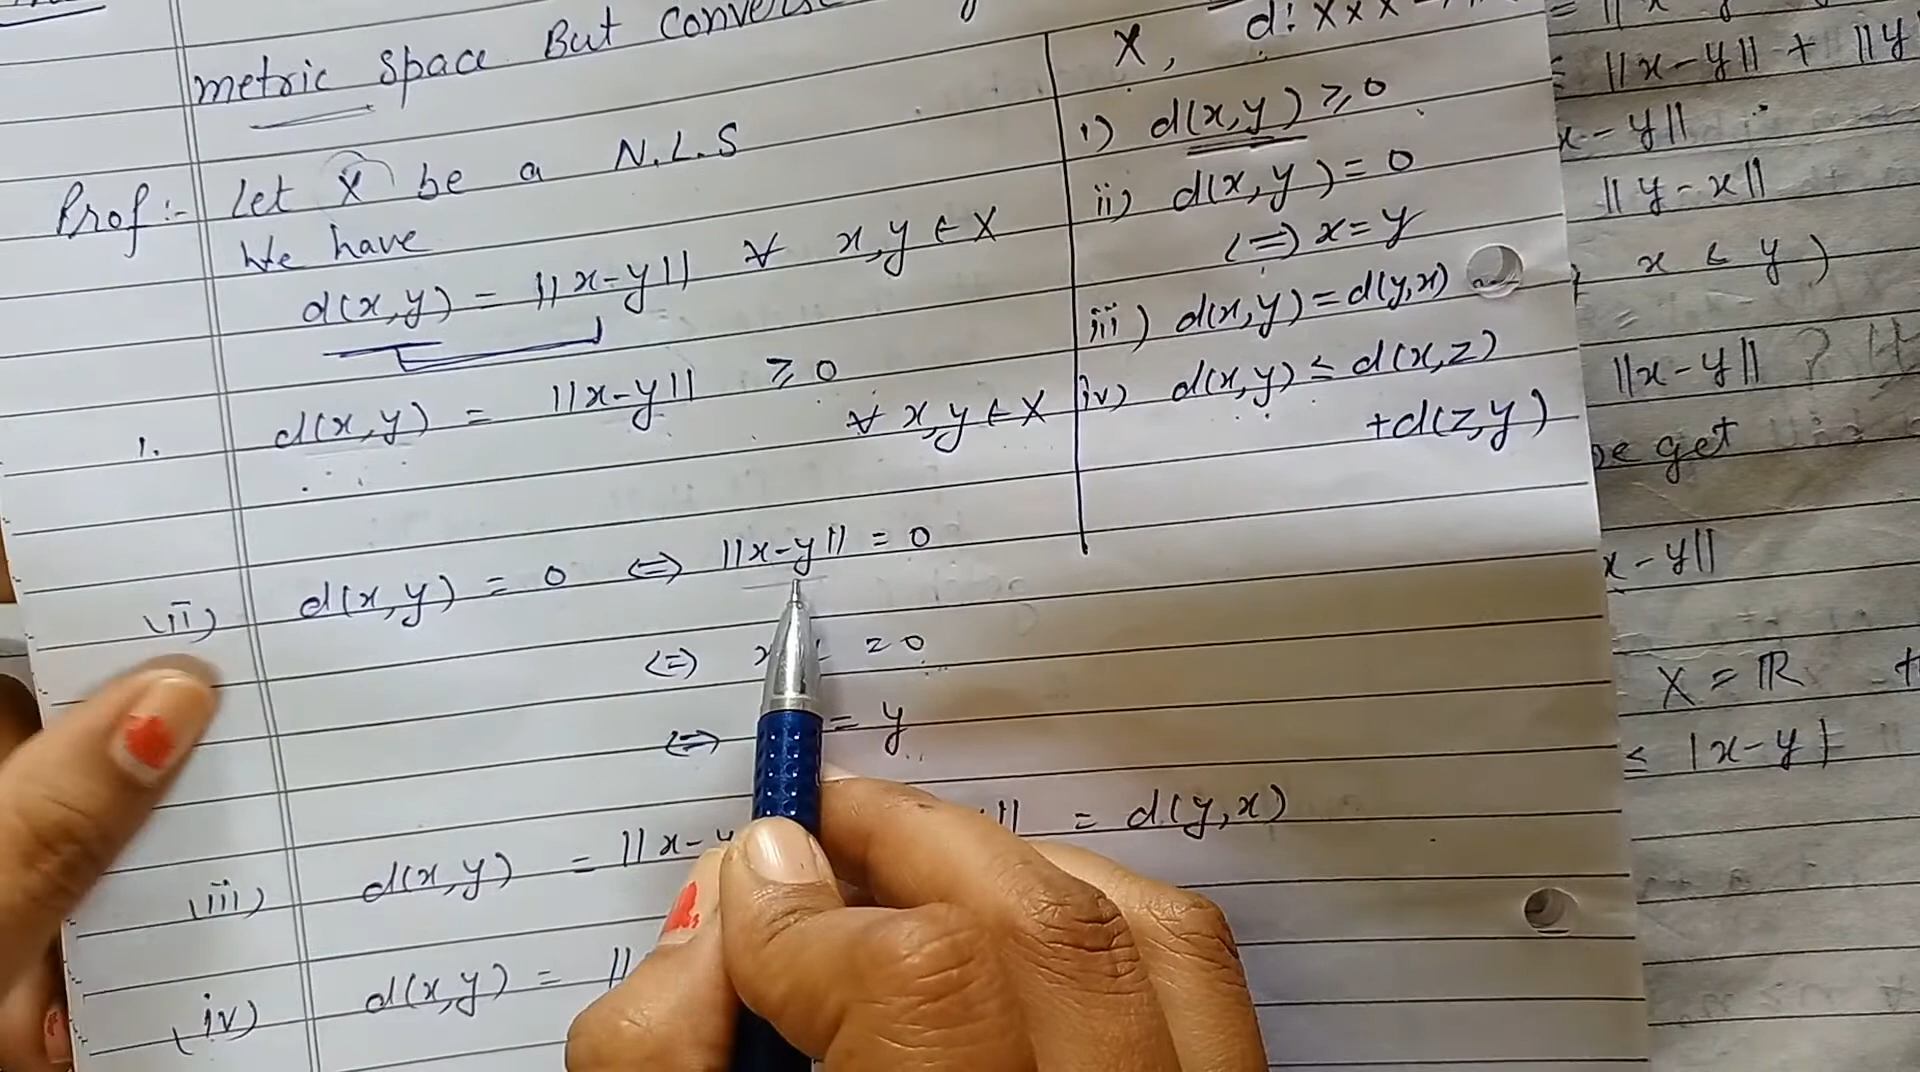 metric space But
Prof:- Let X be a N.L.S
We have
d(x,y) = ||x-y|| ∀ x,y ∈ X
1. d(x,y) = ||x-y|| ≥ 0
∀ x,y ∈ X
(ii) d(x,y) = 0 ⇔ ||x-y|| = 0
⇔ = 0
⇔ = y
(iii) d(x,y) = ||x-y || = d(y,x)
(iv) d(x,y) = ||
X, d: X x X
i) d(x,y) ≥ 0
ii) d(x,y) = 0
⇔ x = y
iii) d(x,y) = d(y,x)
iv) d(x,y) ≤ d(x,z)
+d(z,y)
≤ ||x-y|| + ||y
x-y||
||y-x||
x < y)
||x-y|| ?
we get
x-y||
X = ℝ
≤ |x-y|